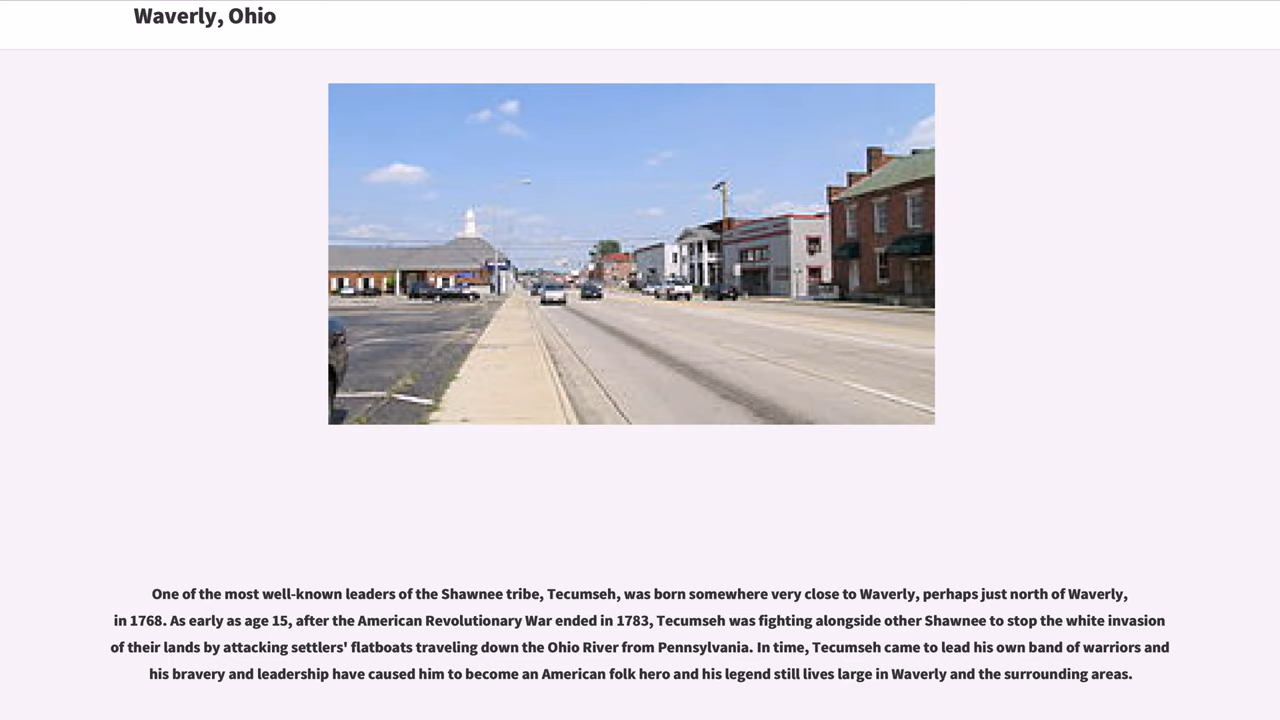 Waverly, Ohio
One of the most well-known leaders of the Shawnee tribe, Tecumseh, was born somewhere very close to Waverly, perhaps just north of Waverly,
in 1768. As early as age 15, after the American Revolutionary War ended in 1783, Tecumseh was fighting alongside other Shawnee to stop the white invasion
of their lands by attacking settlers' flatboats traveling down the Ohio River from Pennsylvania. In time, Tecumseh came to lead his own band of warriors and
his bravery and leadership have caused him to become an American folk hero and his legend still lives large in Waverly and the surrounding areas.